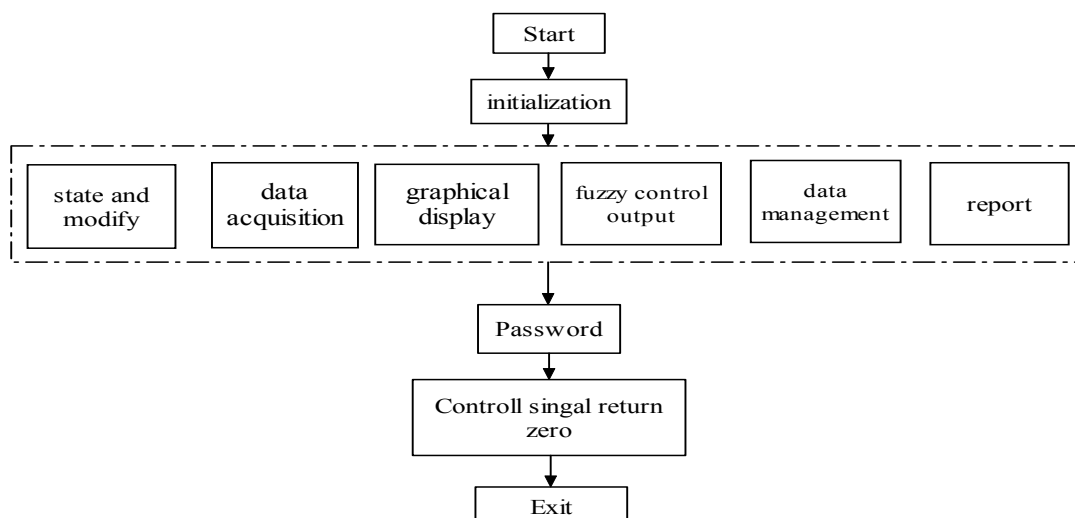 Start
initialization
state and
modify
data
acquisition
graphical
display
fuzzy control
output
data
management
report
Password
Controll singal return
zero
Exit